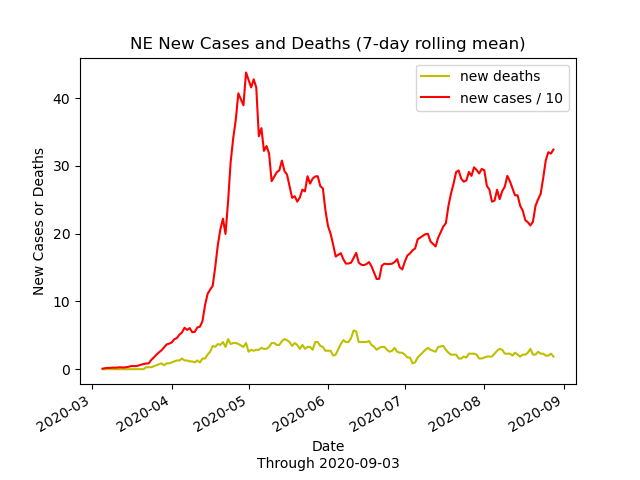 NE New Cases and Deaths (7-day rolling mean)
new deaths
new cases / 10
40
30
20
10
0
New Cases or Deaths
2020-03
2020-04
2020-05
2020-06
2020-07
2020-08
2020-09
Date
Through 2020-09-03